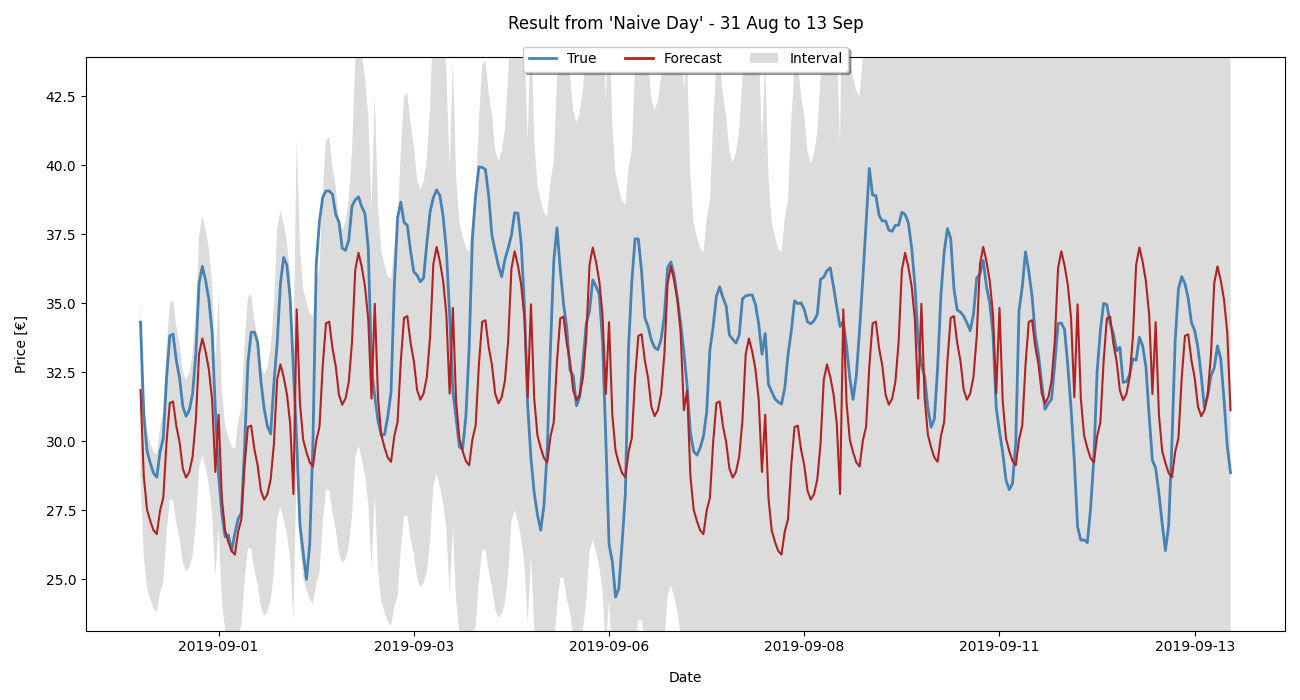 Result from 'Naive Day' - 31 Aug to 13 Sep
True Forecast Interval
42.5
40.0
37.5
35.0
32.5
30.0
27.5
25.0
Price [€]
2019-09-01 2019-09-03 2019-09-06 2019-09-08 2019-09-11 2019-09-13
Date